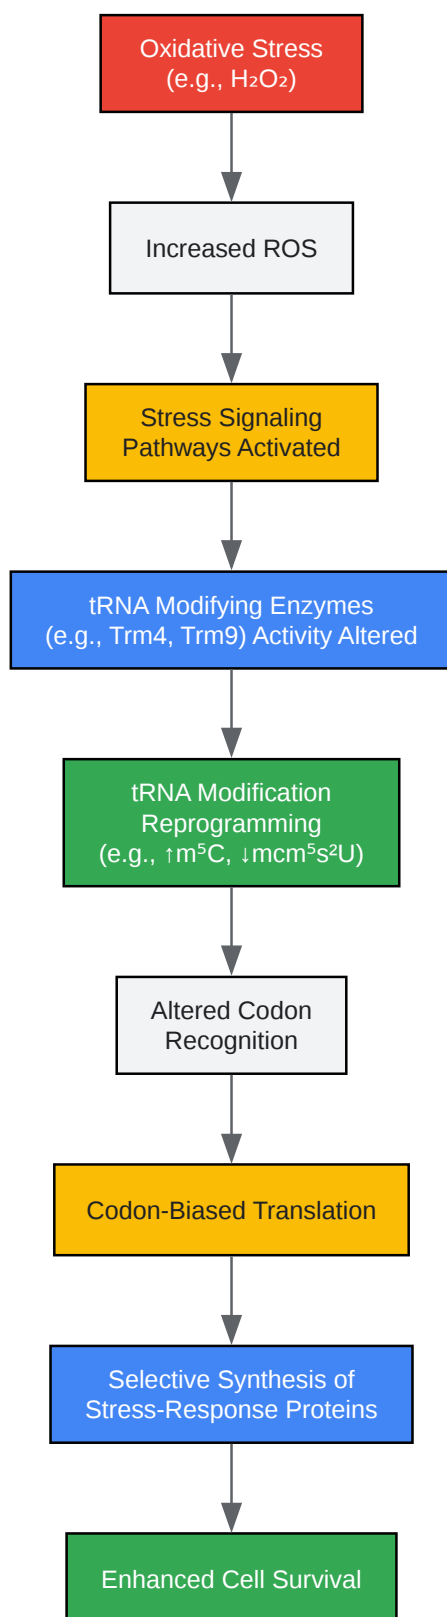 Oxidative Stress
(e.g., H₂O₂)
Increased ROS
Stress Signaling
Pathways Activated
tRNA Modifying Enzymes
(e.g., Trm4, Trm9) Activity Altered
tRNA Modification
Reprogramming
(e.g., ↑m⁵C, ↓mcm⁵s²U)
Altered Codon
Recognition
Codon-Biased Translation
Selective Synthesis of
Stress-Response Proteins
Enhanced Cell Survival